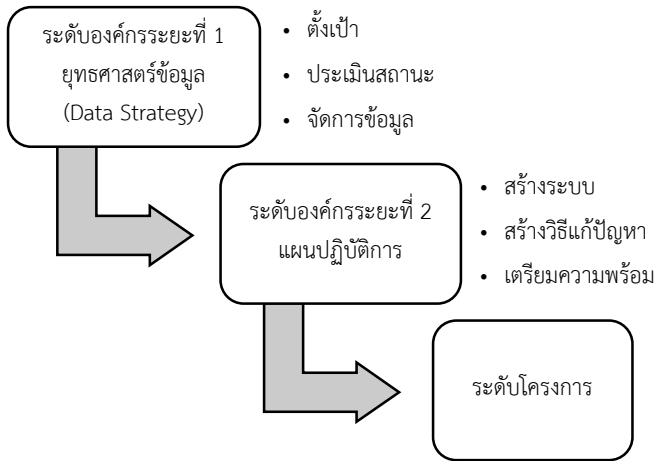 ระดับองค์กรระยะที่ 1
ยุทธศาสตร์ข้อมูล
(Data Strategy)
• ตั้งเป้า
• ประเมินสถานะ
• จัดการข้อมูล
ระดับองค์กรระยะที่ 2
แผนปฏิบัติการ
• สร้างระบบ
• สร้างวิธีแก้ปัญหา
• เตรียมความพร้อม
ระดับโครงการ